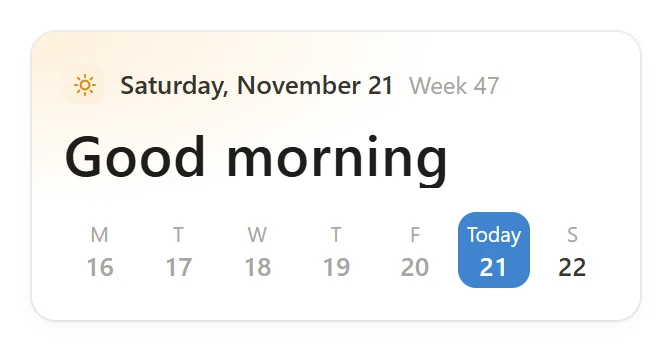 Saturday, November 21 Week 47
Good morning
M T W T F Today S
16 17 18 19 20 21 22